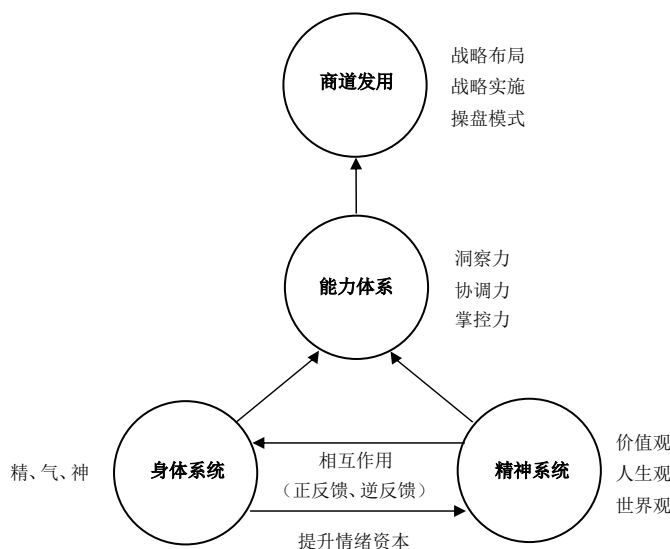 商道发用
战略布局
战略实施
操盘模式
能力体系
洞察力
协调力
掌控力
精、气、神
身体系统
相互作用
（正反馈、逆反馈）
提升情绪资本
精神系统
价值观
人生观
世界观